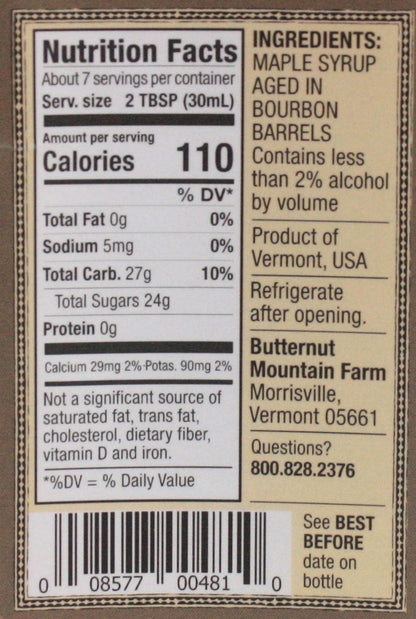 Nutrition Facts
About 7 servings per container
Serv. size 2 TBSP (30mL)
Amount per serving
Calories 110
% DV*
Total Fat 0g 0%
Sodium 5mg 0%
Total Carb. 27g 10%
Total Sugars 24g
Protein 0g
Calcium 29mg 2%·Potas. 90mg 2%
Not a significant source of
saturated fat, trans fat,
cholesterol, dietary fiber,
vitamin D and iron.
*%DV = % Daily Value
INGREDIENTS:
MAPLE SYRUP
AGED IN
BOURBON
BARRELS
Contains less
than 2% alcohol
by volume
Product of
Vermont, USA
Refrigerate
after opening.
Butternut
Mountain Farm
Morrisville,
Vermont 05661
Questions?
800.828.2376
0 08577 00481 0
See BEST
BEFORE
date on
bottle